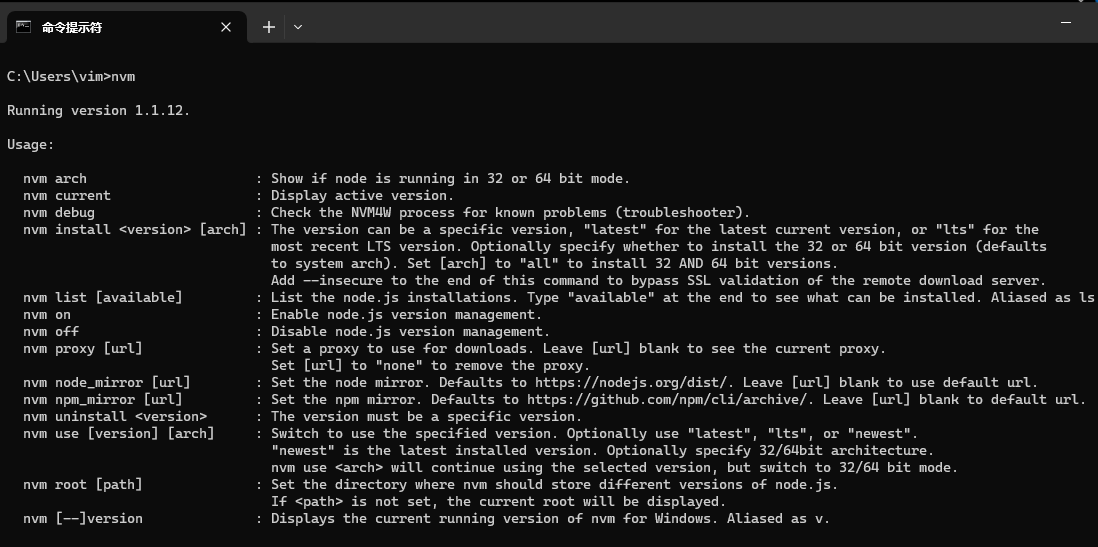 命令提示符
C:\Users\vim>nvm
Running version 1.1.12.
Usage:
nvm arch : Show if node is running in 32 or 64 bit mode.
nvm current : Display active version.
nvm debug : Check the NVM4W process for known problems (troubleshooter).
nvm install <version> [arch] : The version can be a specific version, "latest" for the latest current version, or "lts" for the
most recent LTS version. Optionally specify whether to install the 32 or 64 bit version (defaults
to system arch). Set [arch] to "all" to install 32 AND 64 bit versions.
Add --insecure to the end of this command to bypass SSL validation of the remote download server.
nvm list [available] : List the node.js installations. Type "available" at the end to see what can be installed. Aliased as ls
nvm on : Enable node.js version management.
nvm off : Disable node.js version management.
nvm proxy [url] : Set a proxy to use for downloads. Leave [url] blank to see the current proxy.
Set [url] to "none" to remove the proxy.
nvm node_mirror [url] : Set the node mirror. Defaults to https://nodejs.org/dist/. Leave [url] blank to use default url.
nvm npm_mirror [url] : Set the npm mirror. Defaults to https://github.com/npm/cli/archive/. Leave [url] blank to default url.
nvm uninstall <version> : The version must be a specific version.
nvm use [version] [arch] : Switch to use the specified version. Optionally use "latest", "lts", or "newest".
"newest" is the latest installed version. Optionally specify 32/64bit architecture.
nvm use <arch> will continue using the selected version, but switch to 32/64 bit mode.
nvm root [path] : Set the directory where nvm should store different versions of node.js.
If <path> is not set, the current root will be displayed.
nvm [--]version : Displays the current running version of nvm for Windows. Aliased as v.